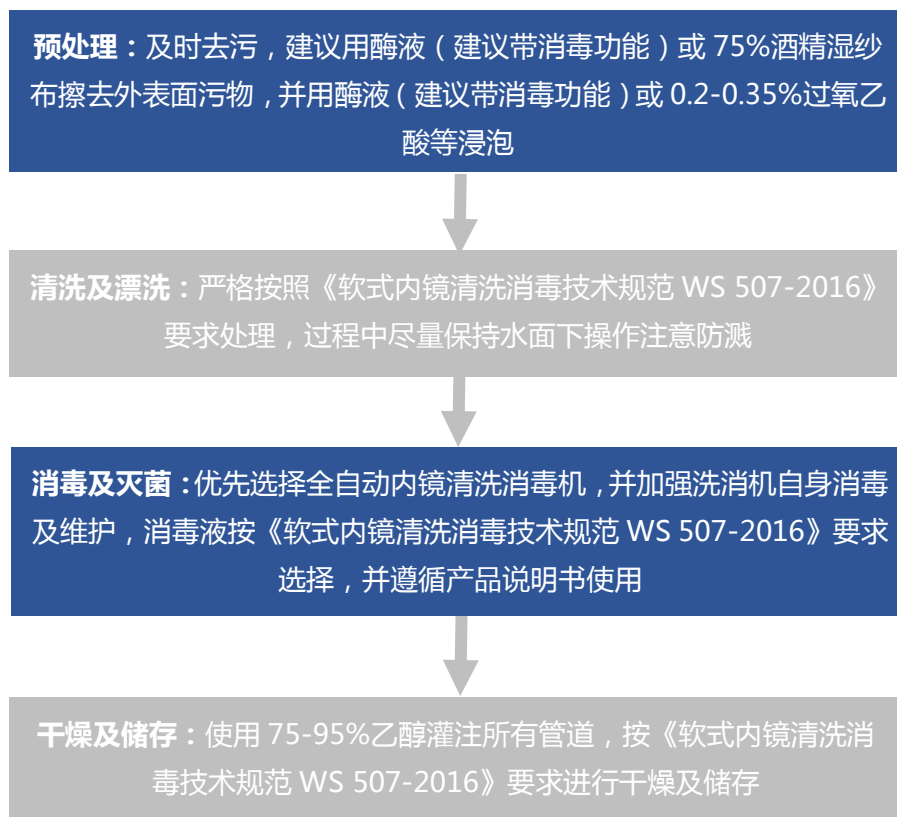 预处理：及时去污，建议用酶液（建议带消毒功能）或 75%酒精湿纱
布擦去外表面污物，并用酶液（建议带消毒功能）或 0.2-0.35%过氧乙
酸等浸泡
清洗及漂洗：严格按照《软式内镜清洗消毒技术规范 WS 507-2016》
要求处理，过程中尽量保持水面下操作注意防溅
消毒及灭菌：优先选择全自动内镜清洗消毒机，并加强洗消机自身消毒
及维护，消毒液按《软式内镜清洗消毒技术规范 WS 507-2016》要求
选择，并遵循产品说明书使用
干燥及储存：使用 75-95%乙醇灌注所有管道，按《软式内镜清洗消
毒技术规范 WS 507-2016》要求进行干燥及储存